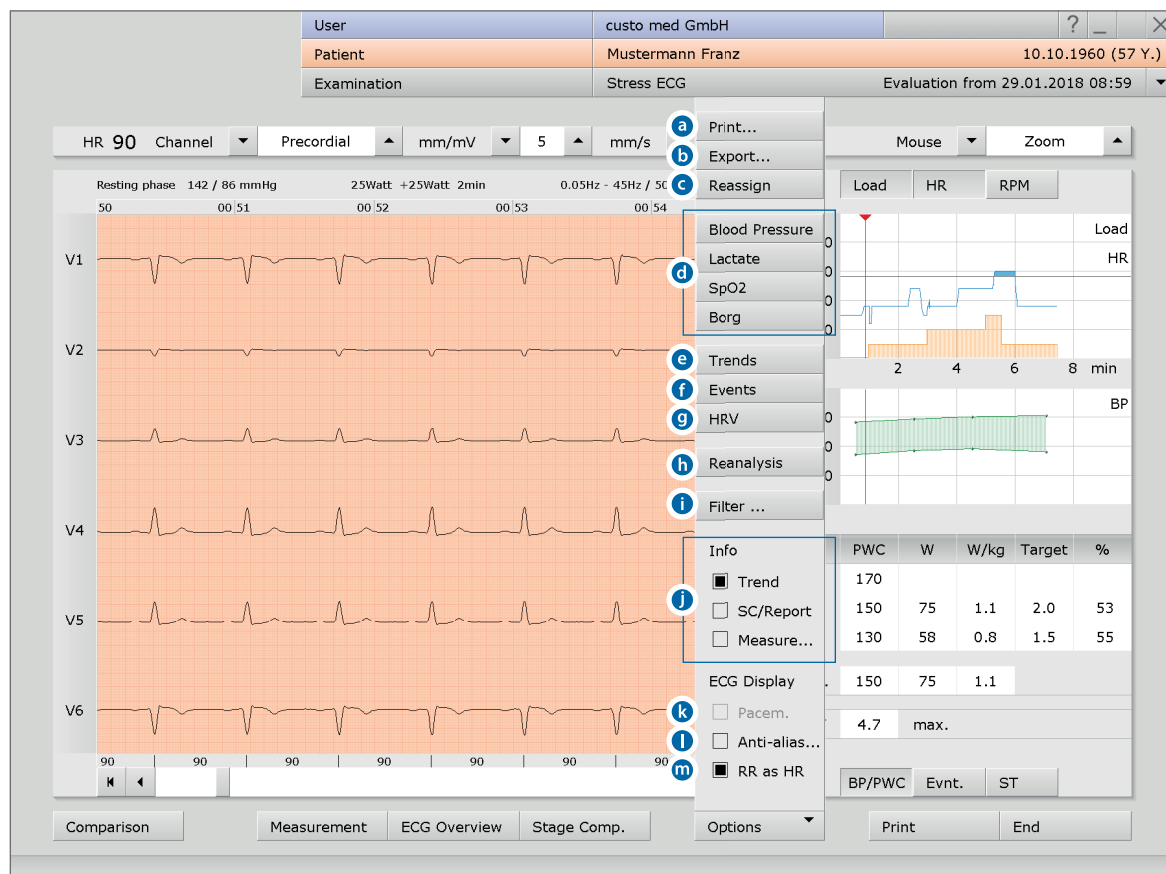 User custo med GmbH ? _ X
Patient Mustermann Franz 10.10.1960 (57 Y.)
Examination Stress ECG Evaluation from 29.01.2018 08:59
HR 90 Channel Precordial mm/mV 5 mm/s
Mouse Zoom
Resting phase 142 / 86 mmHg 25Watt +25Watt 2min 0.05Hz - 45Hz / 50
50 00 51 00 52 00 53 00 54
V1
V2
V3
V4
V5
V6
90 90 90 90 90 90 90
a Print...
b Export...
c Reassign
Blood Pressure
Lactate
d
SpO2
Borg
e Trends
f Events
g HRV
h Reanalysis
i Filter ...
Info
Trend
j SC/Report
Measure...
ECG Display
k Pacem.
l Anti-alias...
m RR as HR
Load HR RPM
Load
HR
0
0
0
0
2 4 6 8 min
BP
0
0
0
PWC W W/kg Target %
170
150 75 1.1 2.0 53
130 58 0.8 1.5 55
. 150 75 1.1
4.7 max.
BP/PWC Evnt. ST
Comparison Measurement ECG Overview Stage Comp. Options Print End